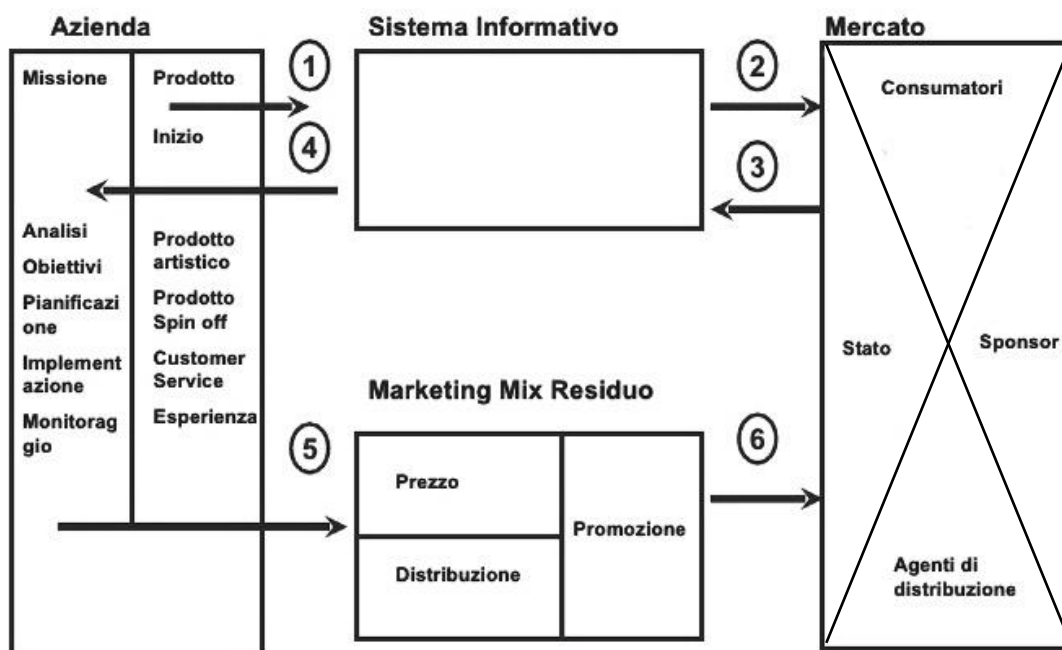 Azienda
Missione
Prodotto
Inizio
Analisi
Obiettivi
Pianificazi
one
Implement
azione
Monitorag
gio
Prodotto
artistico
Prodotto
Spin off
Customer
Service
Esperienza
1
4
Sistema Informativo
2
3
Marketing Mix Residuo
5
Prezzo
Distribuzione
Promozione
6
Mercato
Consumatori
Stato
Sponsor
Agenti di
distribuzione